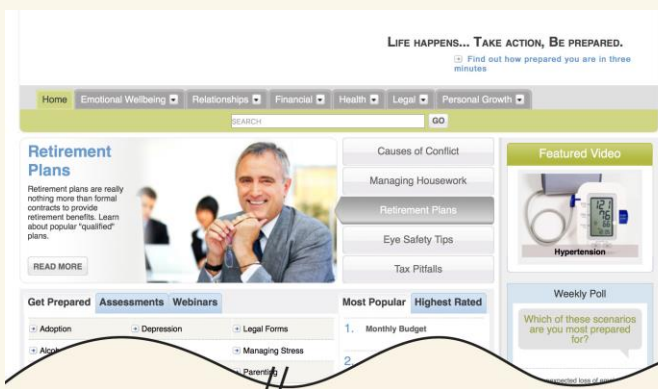 LIFE HAPPENS... TAKE ACTION, BE PREPARED.
Find out how prepared you are in three
minutes
Home Emotional Wellbeing Relationships Financial Health Legal Personal Growth
SEARCH GO
Retirement
Plans
Retirement plans are really
nothing more than formal
contracts to provide
retirement benefits. Learn
about popular "qualified"
plans.
READ MORE
Causes of Conflict
Managing Housework
Retirement Plans
Eye Safety Tips
Tax Pitfalls
Featured Video
121
76
Hypertension
Get Prepared Assessments Webinars
Adoption Depression Legal Forms
Managing Stress
Parenting
Most Popular Highest Rated
1. Monthly Budget
2.
Weekly Poll
Which of these scenarios
are you most prepared
for?